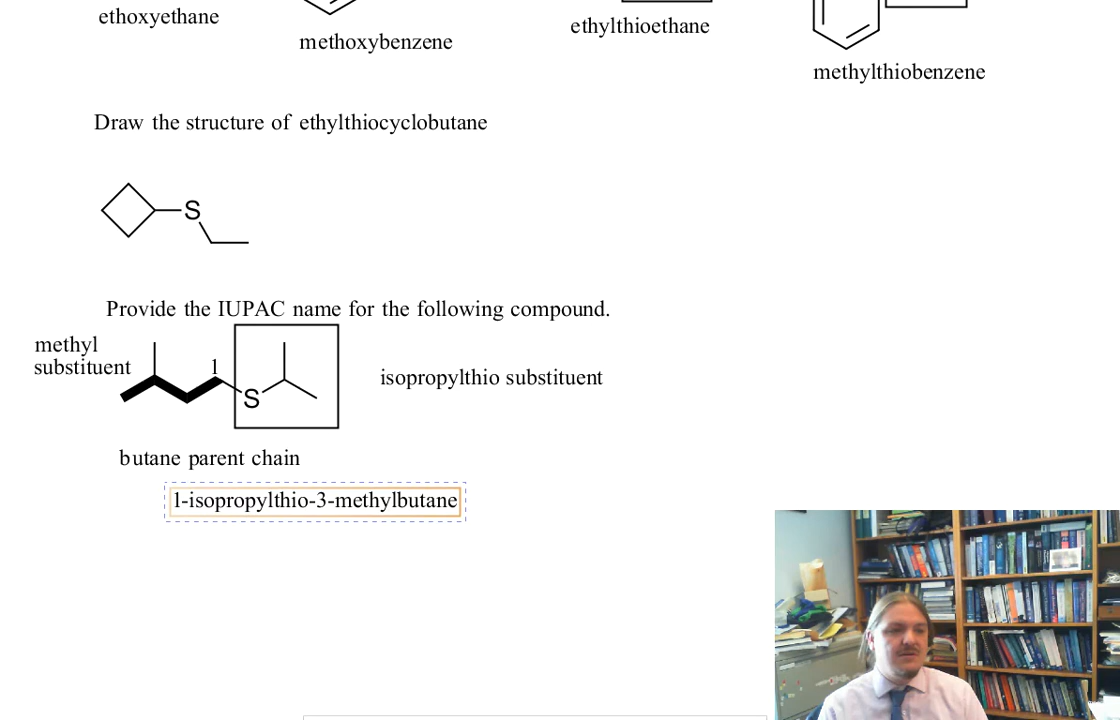 ethoxyethane
methoxybenzene
ethylthioethane
methylthiobenzene
Draw the structure of ethylthiocyclobutane
S
Provide the IUPAC name for the following compound.
methyl
substituent
1
S
isopropylthio substituent
butane parent chain
1-isopropylthio-3-methylbutane